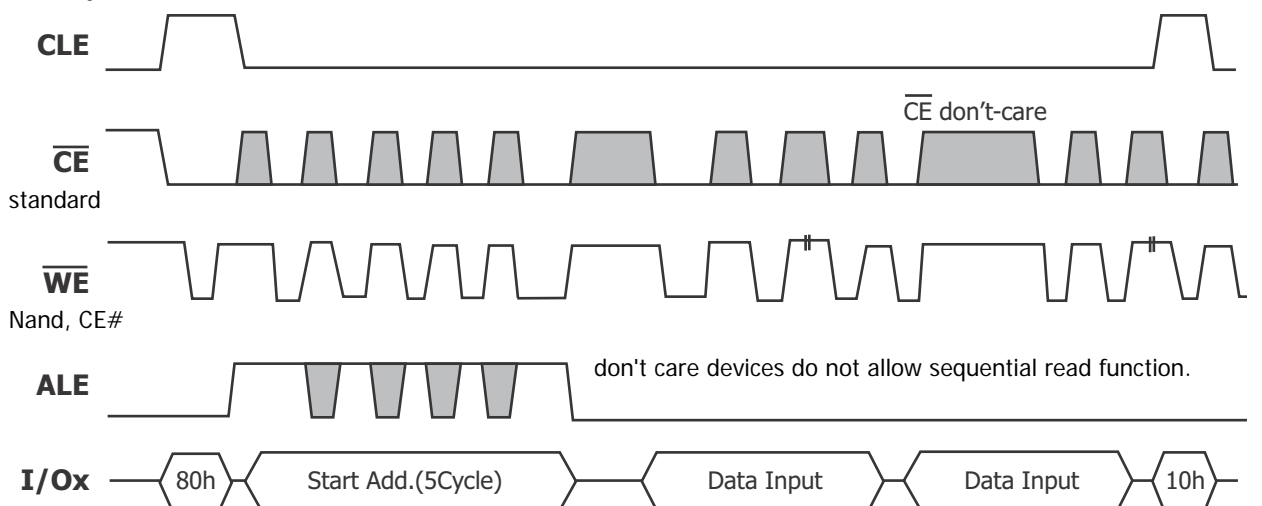 CLE
CE don't-care
CE
standard
WE
Nand, CE#
ALE
don't care devices do not allow sequential read function.
I/Ox
80h
Start Add.(5Cycle)
Data Input
Data Input
10h